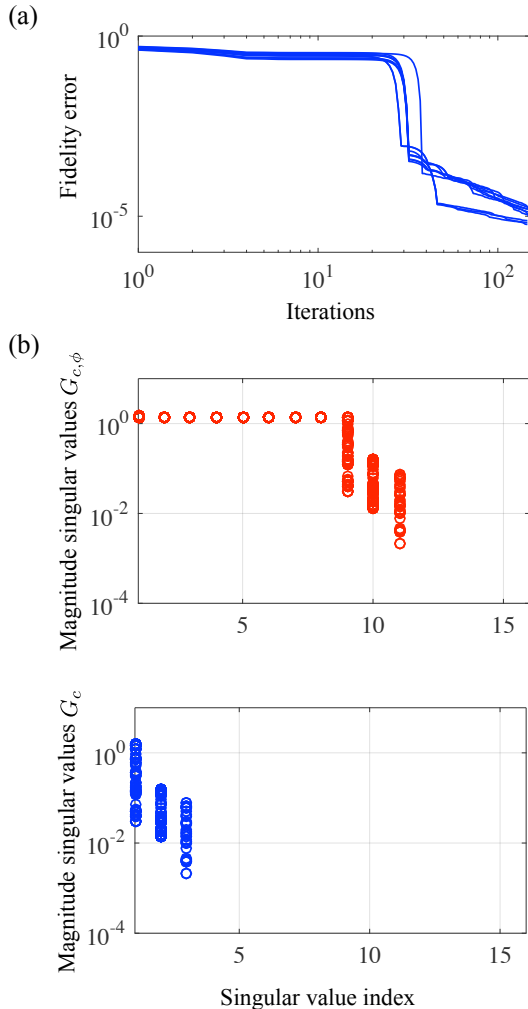 (a)
Fidelity error
10^0
10^-5
10^0 10^1 10^2
Iterations
(b)
Magnitude singular values G_{c,ϕ}
10^0
10^-2
10^-4
5 10 15
Magnitude singular values G_c
10^0
10^-2
10^-4
5 10 15
Singular value index